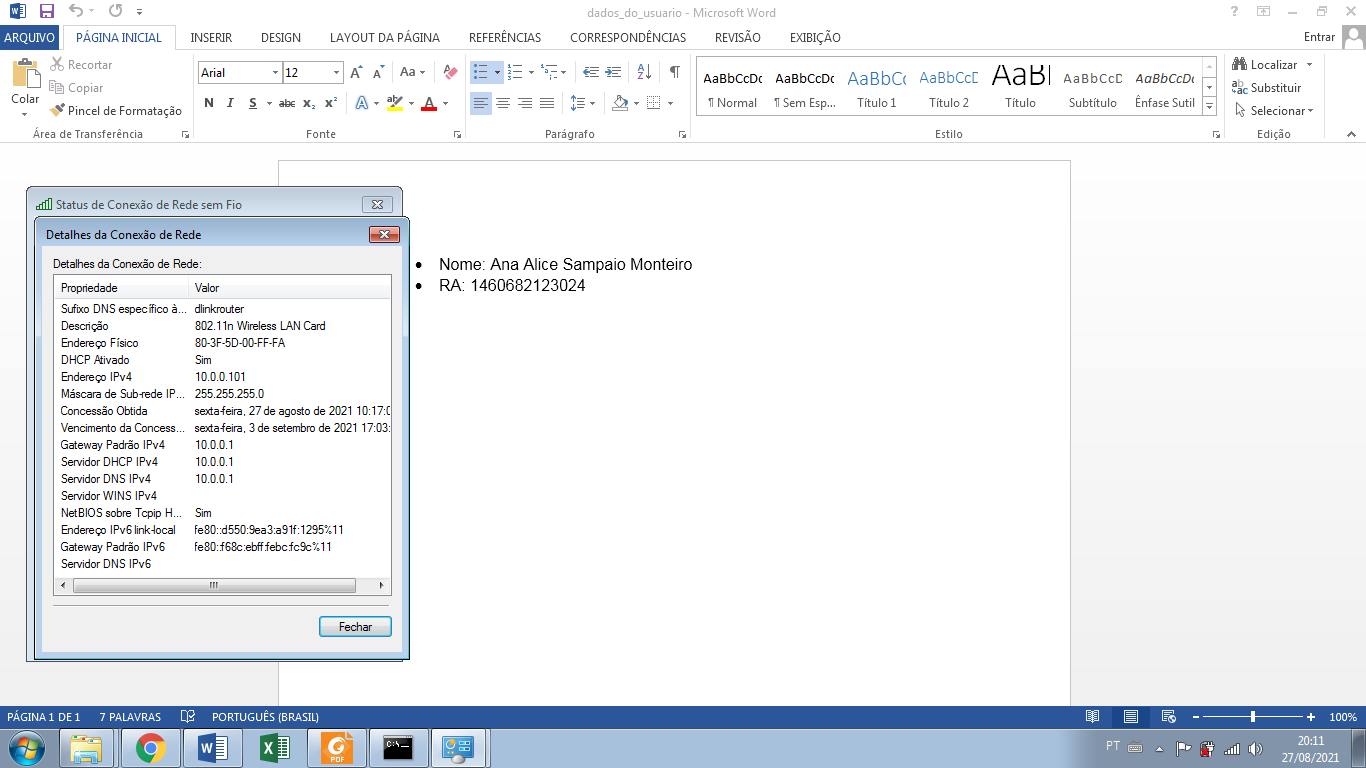 dados_do_usuario - Microsoft Word
ARQUIVO PÁGINA INICIAL INSERIR DESIGN LAYOUT DA PÁGINA REFERÊNCIAS CORRESPONDÊNCIAS REVISÃO EXIBIÇÃO Entrar
Colar
Recortar
Copiar
Pincel de Formatação
Área de Transferência
Arial 12
N I S abc x₂ x²
Fonte
Parágrafo
AaBbCcDc AaBbCcDc AaBbCc AaBbCcD AaBl AaBbCcD AaBbCcDc
¶ Normal ¶ Sem Esp... Título 1 Título 2 Título Subtítulo Ênfase Sutil
Estilo
Localizar
Substituir
Selecionar
Edição
Status de Conexão de Rede sem Fio
Detalhes da Conexão de Rede
Detalhes da Conexão de Rede:
Propriedade Valor
Sufixo DNS específico à... dlinkrouter
Descrição 802.11n Wireless LAN Card
Endereço Físico 80-3F-5D-00-FF-FA
DHCP Ativado Sim
Endereço IPv4 10.0.0.101
Máscara de Sub-rede IP... 255.255.255.0
Concessão Obtida sexta-feira, 27 de agosto de 2021 10:17:0
Vencimento da Concess... sexta-feira, 3 de setembro de 2021 17:03:
Gateway Padrão IPv4 10.0.0.1
Servidor DHCP IPv4 10.0.0.1
Servidor DNS IPv4 10.0.0.1
Servidor WINS IPv4
NetBIOS sobre Tcpip H... Sim
Endereço IPv6 link-local fe80::d550:9ea3:a91f:1295%11
Gateway Padrão IPv6 fe80::f68c:ebff:febc:fc9c%11
Servidor DNS IPv6
Fechar
• Nome: Ana Alice Sampaio Monteiro
• RA: 1460682123024
PÁGINA 1 DE 1 7 PALAVRAS PORTUGUÊS (BRASIL) 100%
PDF
C:\
PT
20:11
27/08/2021